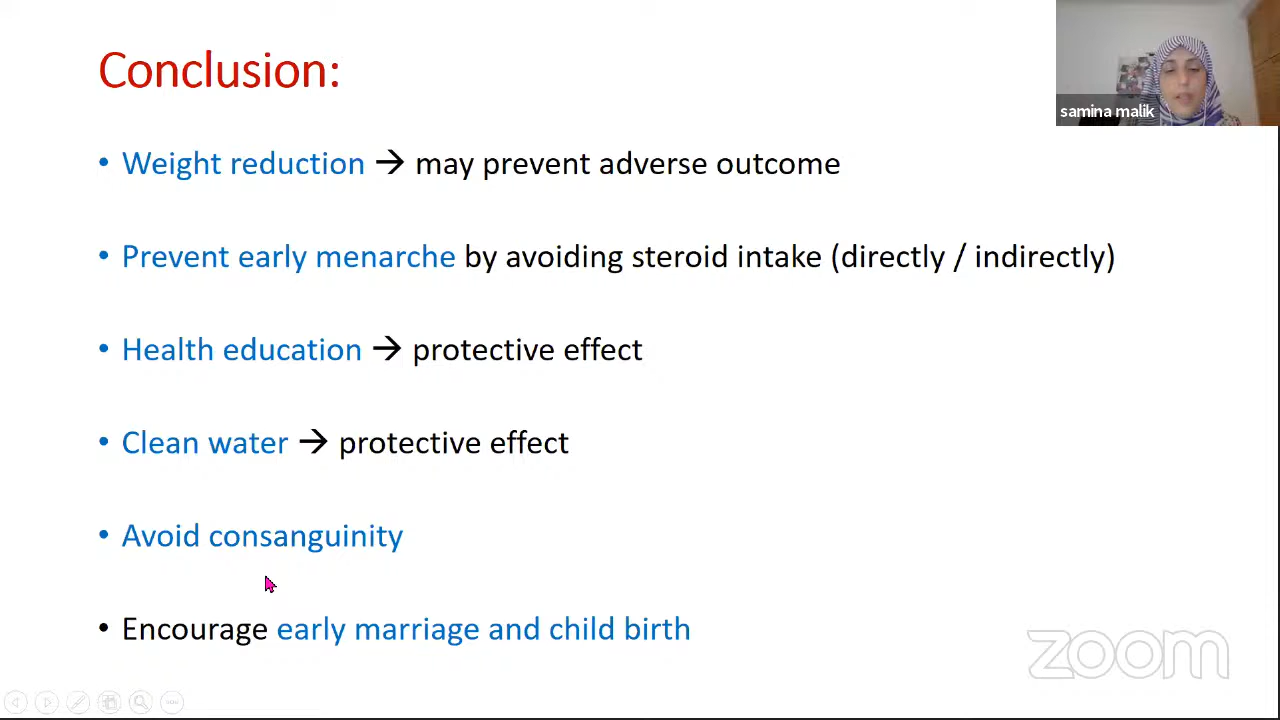 Conclusion:
samina malik
• Weight reduction → may prevent adverse outcome
• Prevent early menarche by avoiding steroid intake (directly / indirectly)
• Health education → protective effect
• Clean water → protective effect
• Avoid consanguinity
• Encourage early marriage and child birth
zoom